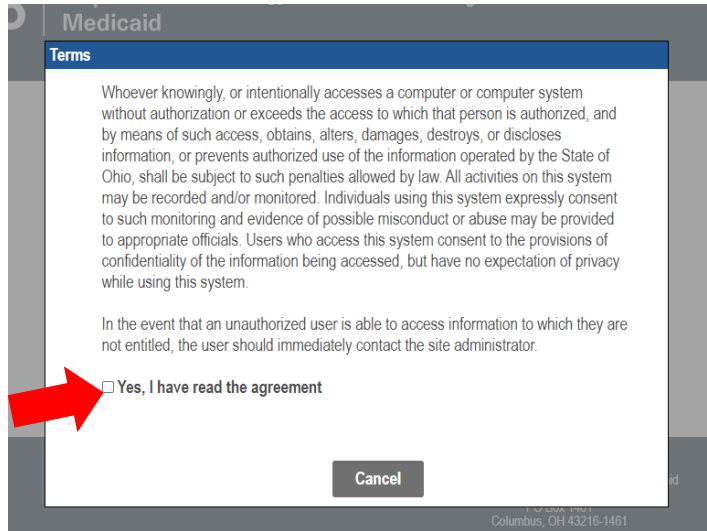 Medicaid
Terms
Whoever knowingly, or intentionally accesses a computer or computer system
without authorization or exceeds the access to which that person is authorized, and
by means of such access, obtains, alters, damages, destroys, or discloses
information, or prevents authorized use of the information operated by the State of
Ohio, shall be subject to such penalties allowed by law. All activities on this system
may be recorded and/or monitored. Individuals using this system expressly consent
to such monitoring and evidence of possible misconduct or abuse may be provided
to appropriate officials. Users who access this system consent to the provisions of
confidentiality of the information being accessed, but have no expectation of privacy
while using this system.
In the event that an unauthorized user is able to access information to which they are
not entitled, the user should immediately contact the site administrator.
Yes, I have read the agreement
Cancel
id
Columbus, OH 43216-1461